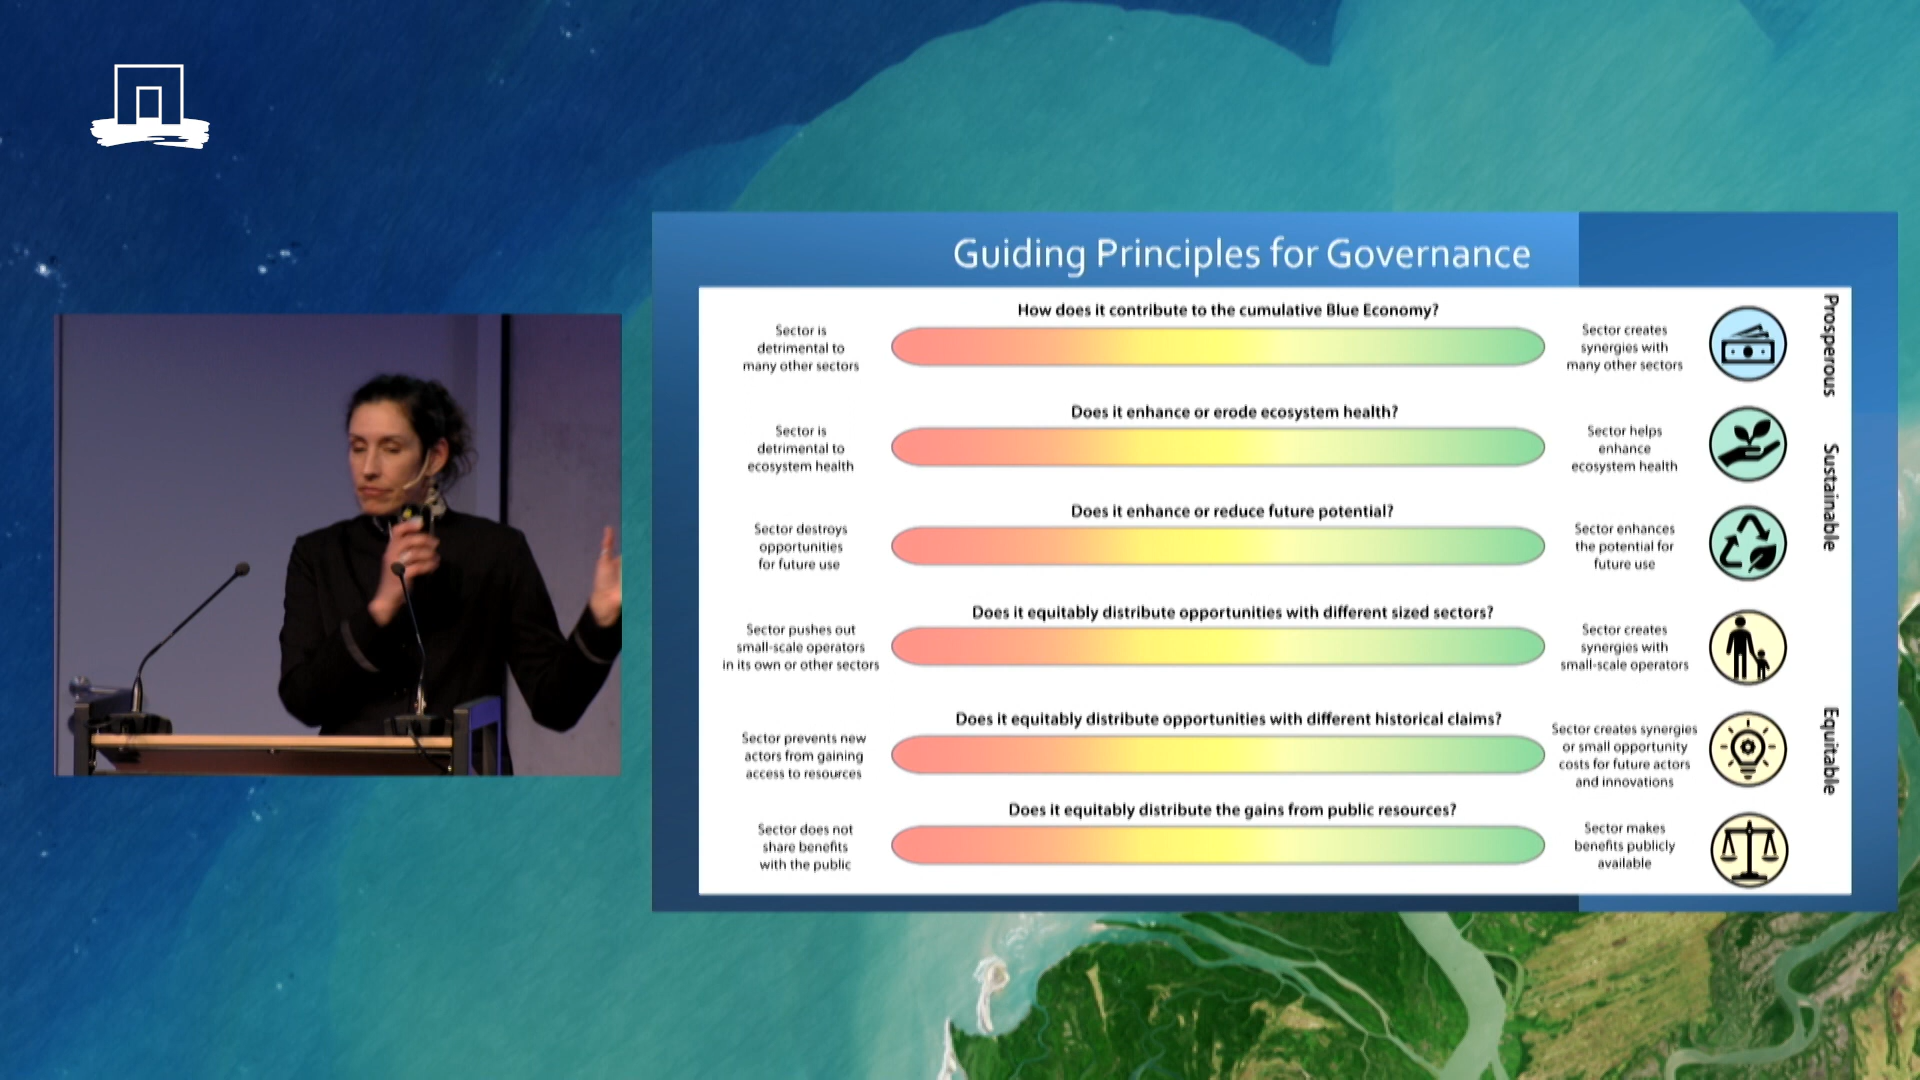 Guiding Principles for Governance
How does it contribute to the cumulative Blue Economy?
Sector is
detrimental to
many other sectors
Sector creates
synergies with
many other sectors
Does it enhance or erode ecosystem health?
Sector is
detrimental to
ecosystem health
Sector helps
enhance
ecosystem health
Does it enhance or reduce future potential?
Sector destroys
opportunities
for future use
Sector enhances
the potential for
future use
Does it equitably distribute opportunities with different sized sectors?
Sector pushes out
small-scale operators
in its own or other sectors
Sector creates
synergies with
small-scale operators
Does it equitably distribute opportunities with different historical claims?
Sector prevents new
actors from gaining
access to resources
Sector creates synergies
or small opportunity
costs for future actors
and innovations
Does it equitably distribute the gains from public resources?
Sector does not
share benefits
with the public
Sector makes
benefits publicly
available
Prosperous
Sustainable
Equitable